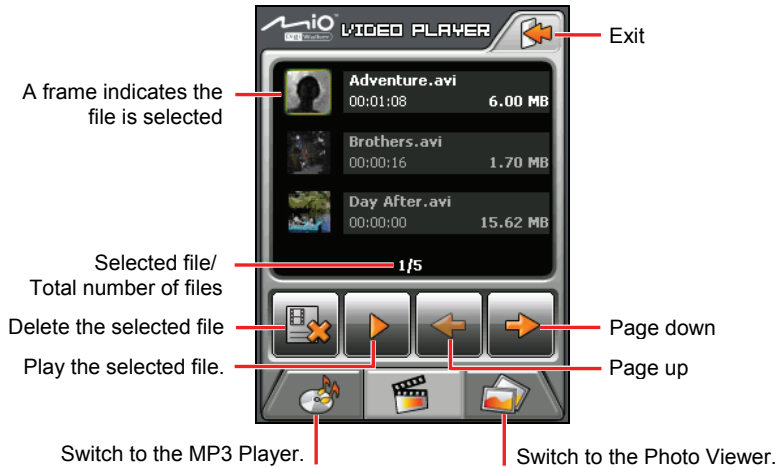 Mio
DigiWalker
VIDEO PLAYER
Exit
A frame indicates the
file is selected
Adventure.avi
00:01:08 6.00 MB
Brothers.avi
00:00:16 1.70 MB
Day After.avi
00:00:00 15.62 MB
Selected file/
Total number of files
1/5
Delete the selected file
Page down
Play the selected file.
Page up
Switch to the MP3 Player.
Switch to the Photo Viewer.